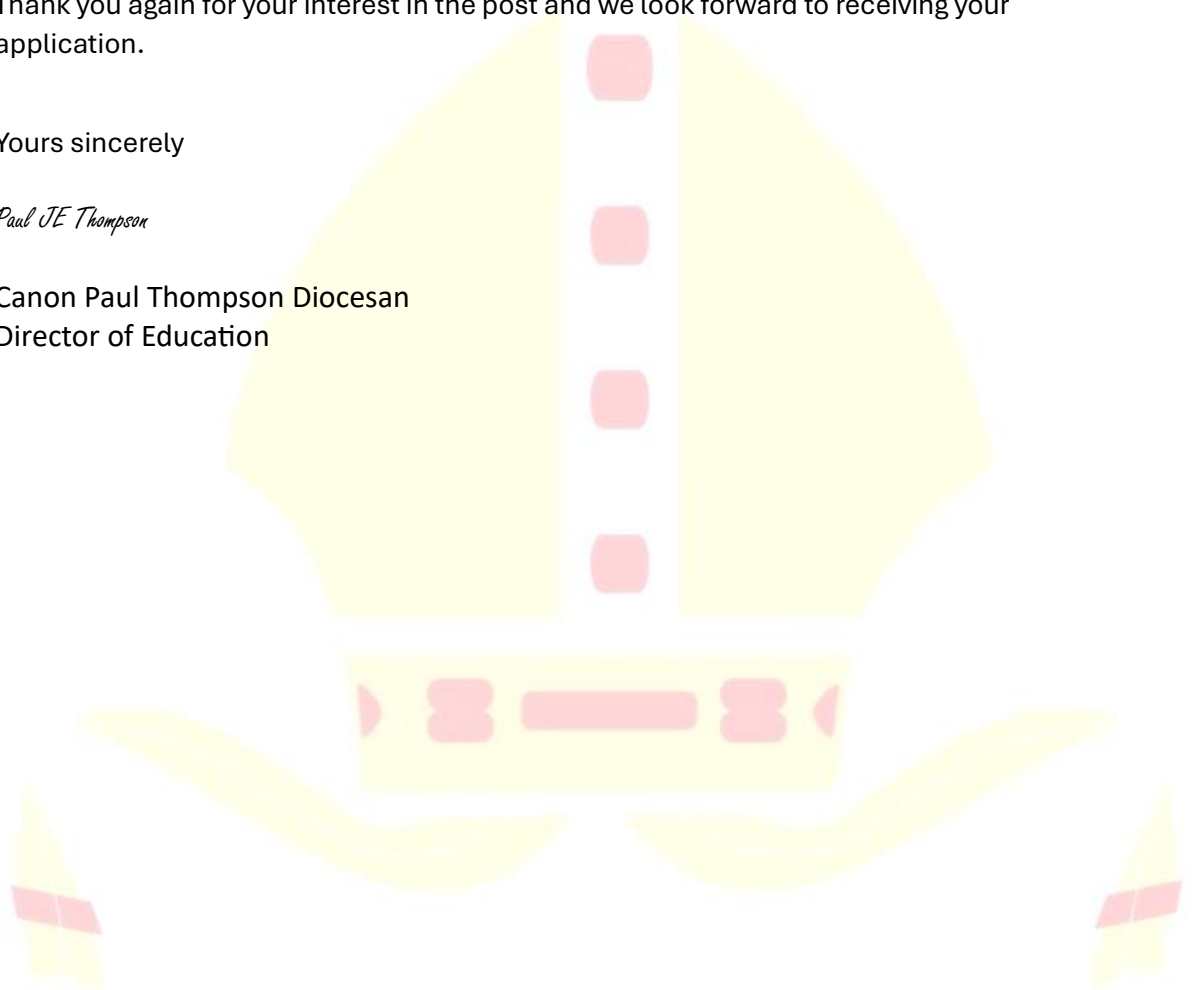 Thank you again for your interest in the post and we look forward to receiving your
application.
Yours sincerely
Paul JE Thompson
Canon Paul Thompson Diocesan
Director of Education